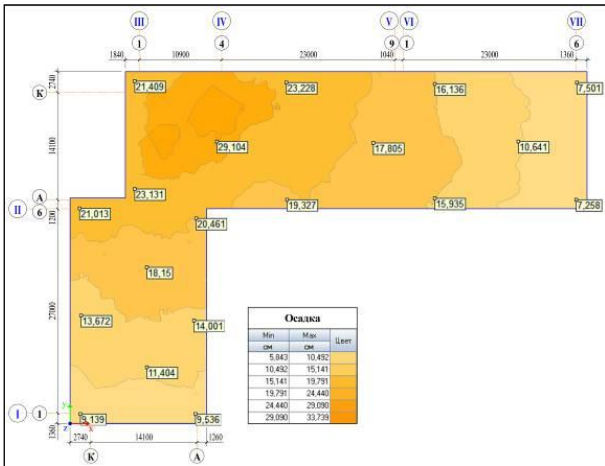 III IV V VI VII
1 4 9 1 6
1840 10900 23000 1040 23000 1360
2740
К
14100
А
II 6
1200
27000
I 1
1360
21,409 23,228 16,136 7,501
29,104 17,805 10,641
23,131
21,013 19,327 15,935 7,258
20,461
18,15
13,672 14,001
11,404
9,139 9,536
y
z x
2740 14100 1260
К А
Осадка
Min Max Цвет
см см
5,843 10,492
10,492 15,141
15,141 19,791
19,791 24,440
24,440 29,090
29,090 33,739